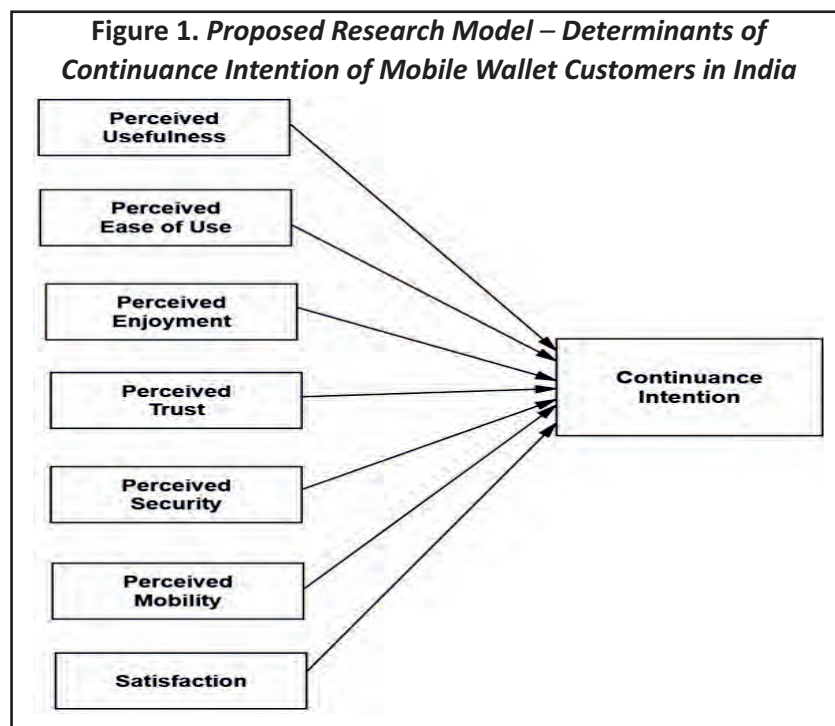 Figure 1. Proposed Research Model – Determinants of
Continuance Intention of Mobile Wallet Customers in India
Perceived
Usefulness
Perceived
Ease of Use
Perceived
Enjoyment
Perceived
Trust
Perceived
Security
Perceived
Mobility
Satisfaction
Continuance
Intention